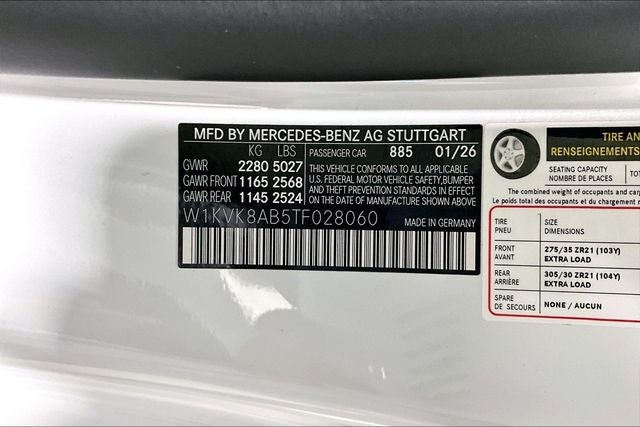 MFD BY MERCEDES-BENZ AG STUTTGART
KG LBS PASSENGER CAR 885 01/26
GVWR 2280 5027
GAWR FRONT 1165 2568
GAWR REAR 1145 2524
THIS VEHICLE CONFORMS TO ALL APPLICABLE
U.S. FEDERAL MOTOR VEHICLE SAFETY, BUMPER
AND THEFT PREVENTION STANDARDS IN EFFECT
ON THE DATE OF MANUFACTURE SHOWN ABOVE.
W1KVK8AB5TF028060
TIRE AN
RENSEIGNEMENTS
SEATING CAPACITY
NOMBRE DE PLACES
TO
The combined weight of occupants and carg
Le poids total des occupants et du chargement
TIRE SIZE
PNEU DIMENSIONS
FRONT 275/35 ZR21 (103Y)
AVANT EXTRA LOAD
REAR 305/30 ZR21 (104Y)
ARRIÈRE EXTRA LOAD
SPARE
DE SECOURS NONE / AUCUN